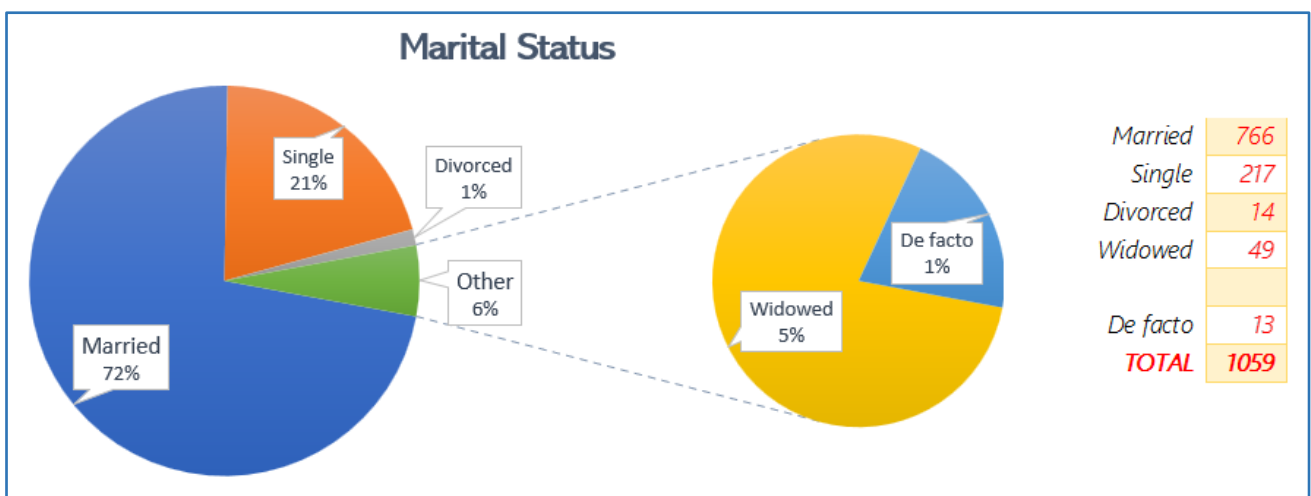 Marital Status
Single
21%
Divorced
1%
Other
6%
Married
72%
De facto
1%
Widowed
5%
Married 766
Single 217
Divorced 14
Widowed 49
De facto 13
TOTAL 1059